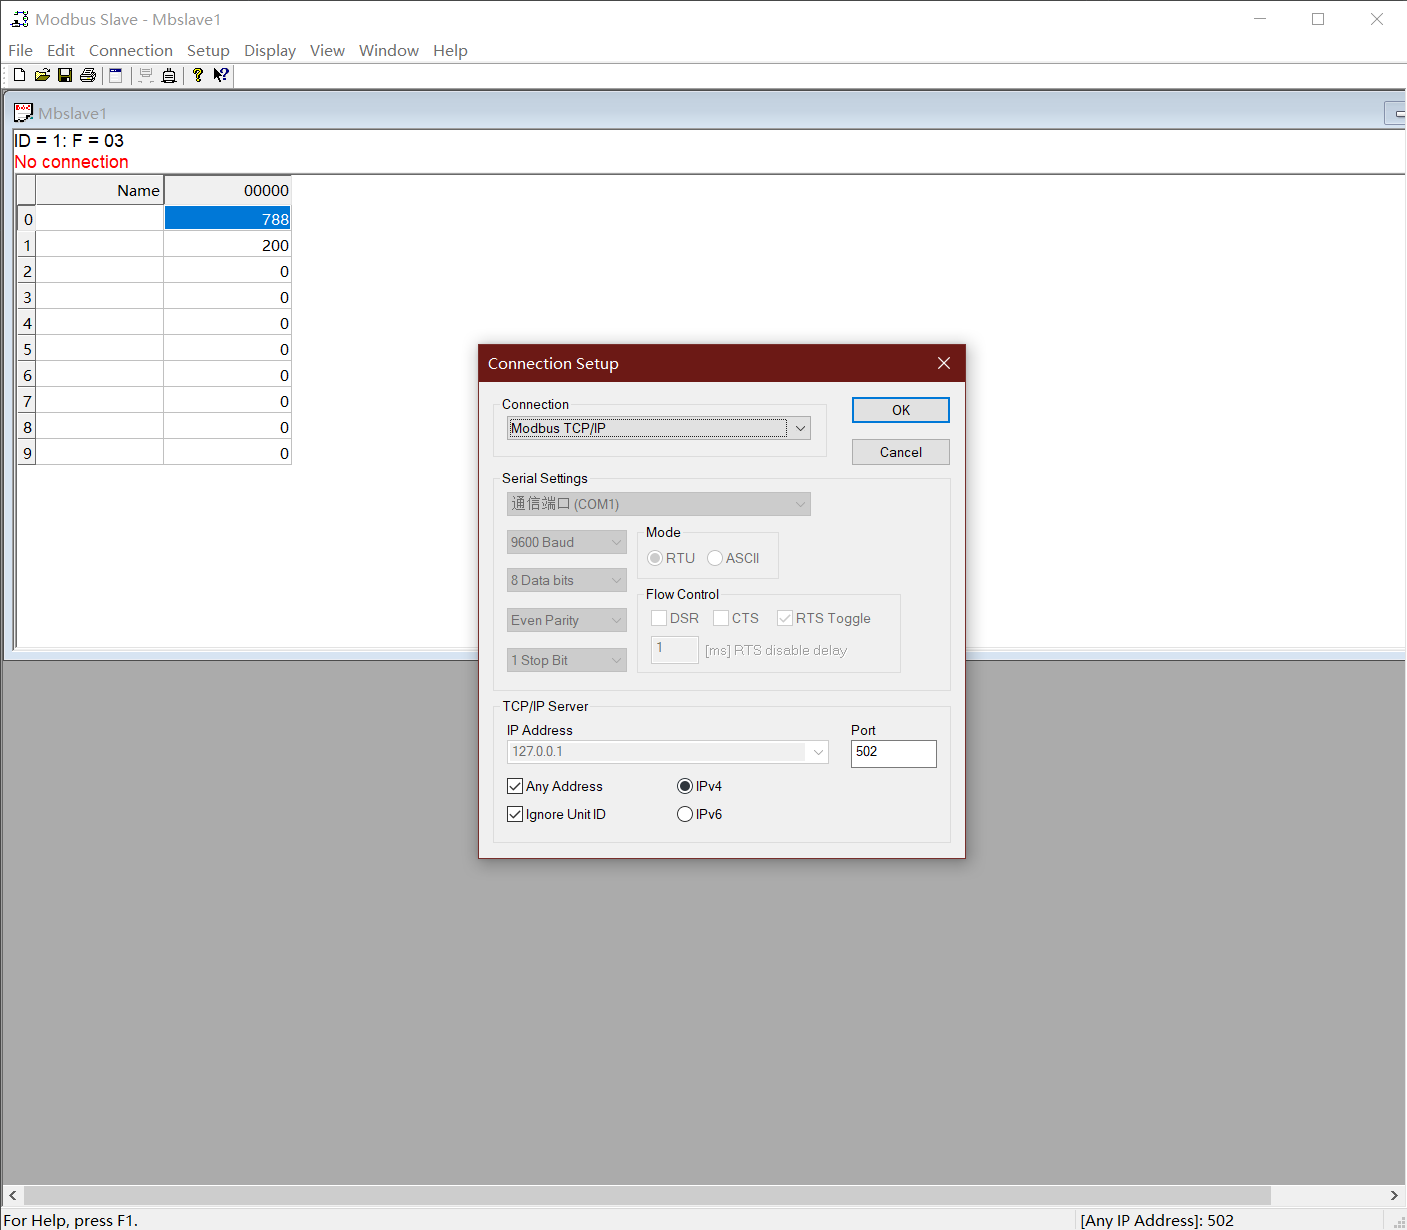 Modbus Slave - Mbslave1
File Edit Connection Setup Display View Window Help
Mbslave1
ID = 1: F = 03
No connection
Name 00000
0 788
1 200
2 0
3 0
4 0
5 0
6 0
7 0
8 0
9 0
Connection Setup
Connection
Modbus TCP/IP
OK
Cancel
Serial Settings
通信端口 (COM1)
9600 Baud
8 Data bits
Even Parity
1 Stop Bit
Mode
RTU ASCII
Flow Control
DSR CTS RTS Toggle
1 [ms] RTS disable delay
TCP/IP Server
IP Address Port
127.0.0.1 502
Any Address IPv4
Ignore Unit ID IPv6
For Help, press F1. [Any IP Address]: 502